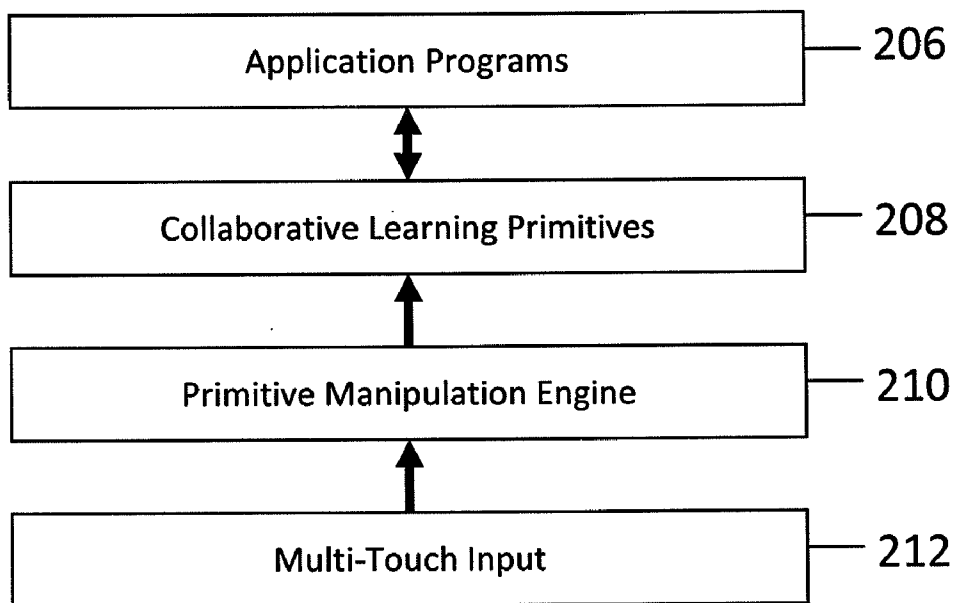 Application Programs 206
Collaborative Learning Primitives 208
Primitive Manipulation Engine 210
Multi-Touch Input 212